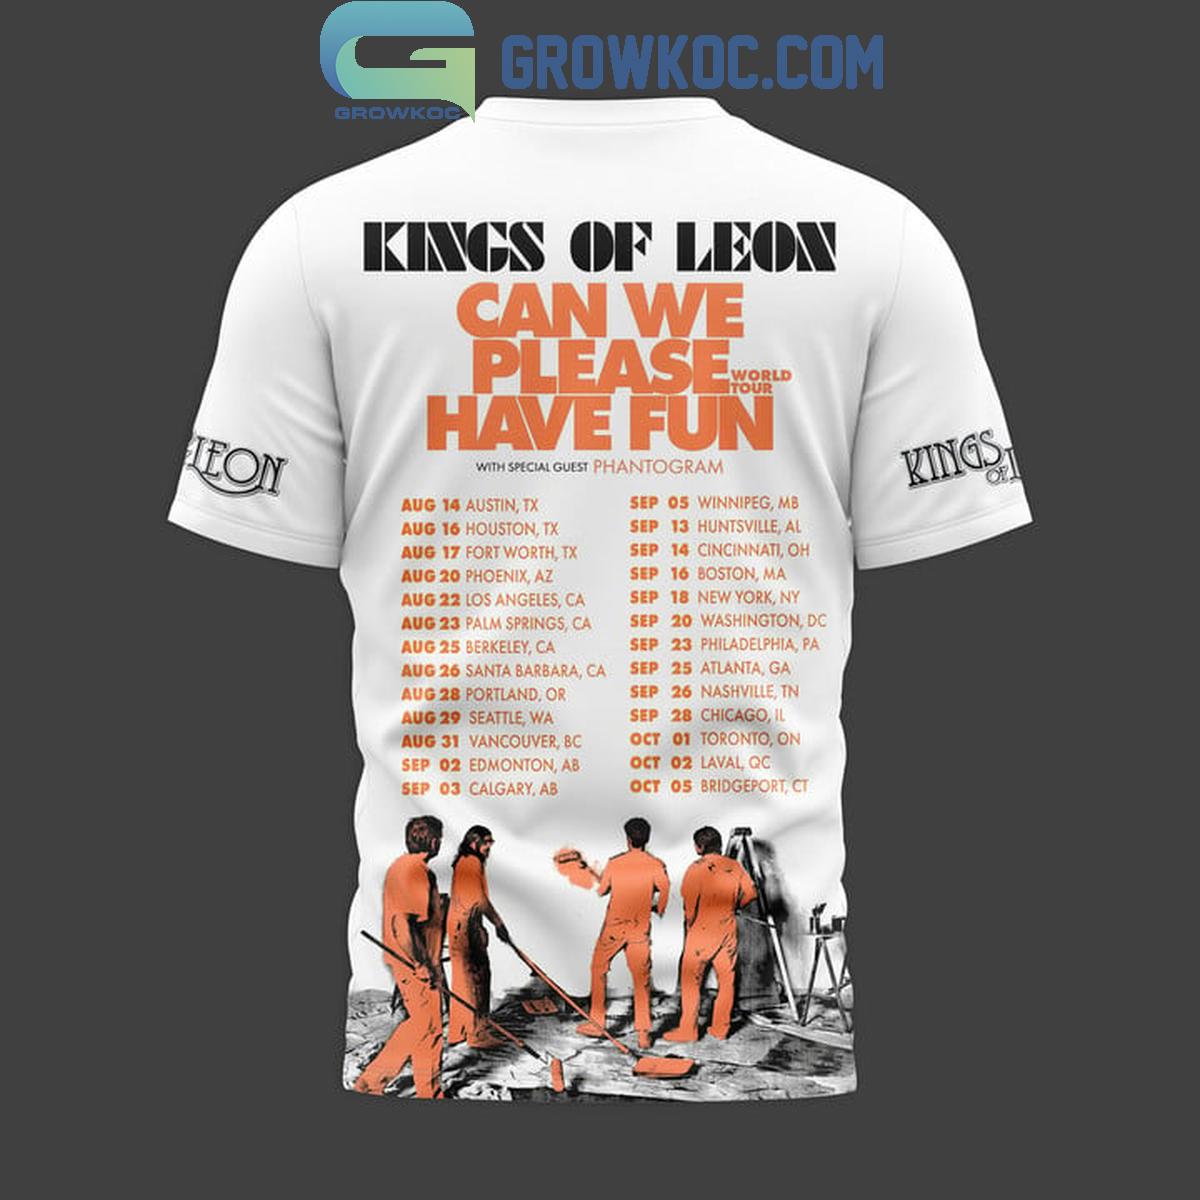 GROWKOC
GROWKOC.COM
KINGS OF LEON
CAN WE
PLEASE
WORLD
TOUR
HAVE FUN
WITH SPECIAL GUEST PHANTOGRAM
LEON
KINGS
OF L
AUG 14 AUSTIN, TX
AUG 16 HOUSTON, TX
AUG 17 FORT WORTH, TX
AUG 20 PHOENIX, AZ
AUG 22 LOS ANGELES, CA
AUG 23 PALM SPRINGS, CA
AUG 25 BERKELEY, CA
AUG 26 SANTA BARBARA, CA
AUG 28 PORTLAND, OR
AUG 29 SEATTLE, WA
AUG 31 VANCOUVER, BC
SEP 02 EDMONTON, AB
SEP 03 CALGARY, AB
SEP 05 WINNIPEG, MB
SEP 13 HUNTSVILLE, AL
SEP 14 CINCINNATI, OH
SEP 16 BOSTON, MA
SEP 18 NEW YORK, NY
SEP 20 WASHINGTON, DC
SEP 23 PHILADELPHIA, PA
SEP 25 ATLANTA, GA
SEP 26 NASHVILLE, TN
SEP 28 CHICAGO, IL
OCT 01 TORONTO, ON
OCT 02 LAVAL, QC
OCT 05 BRIDGEPORT, CT